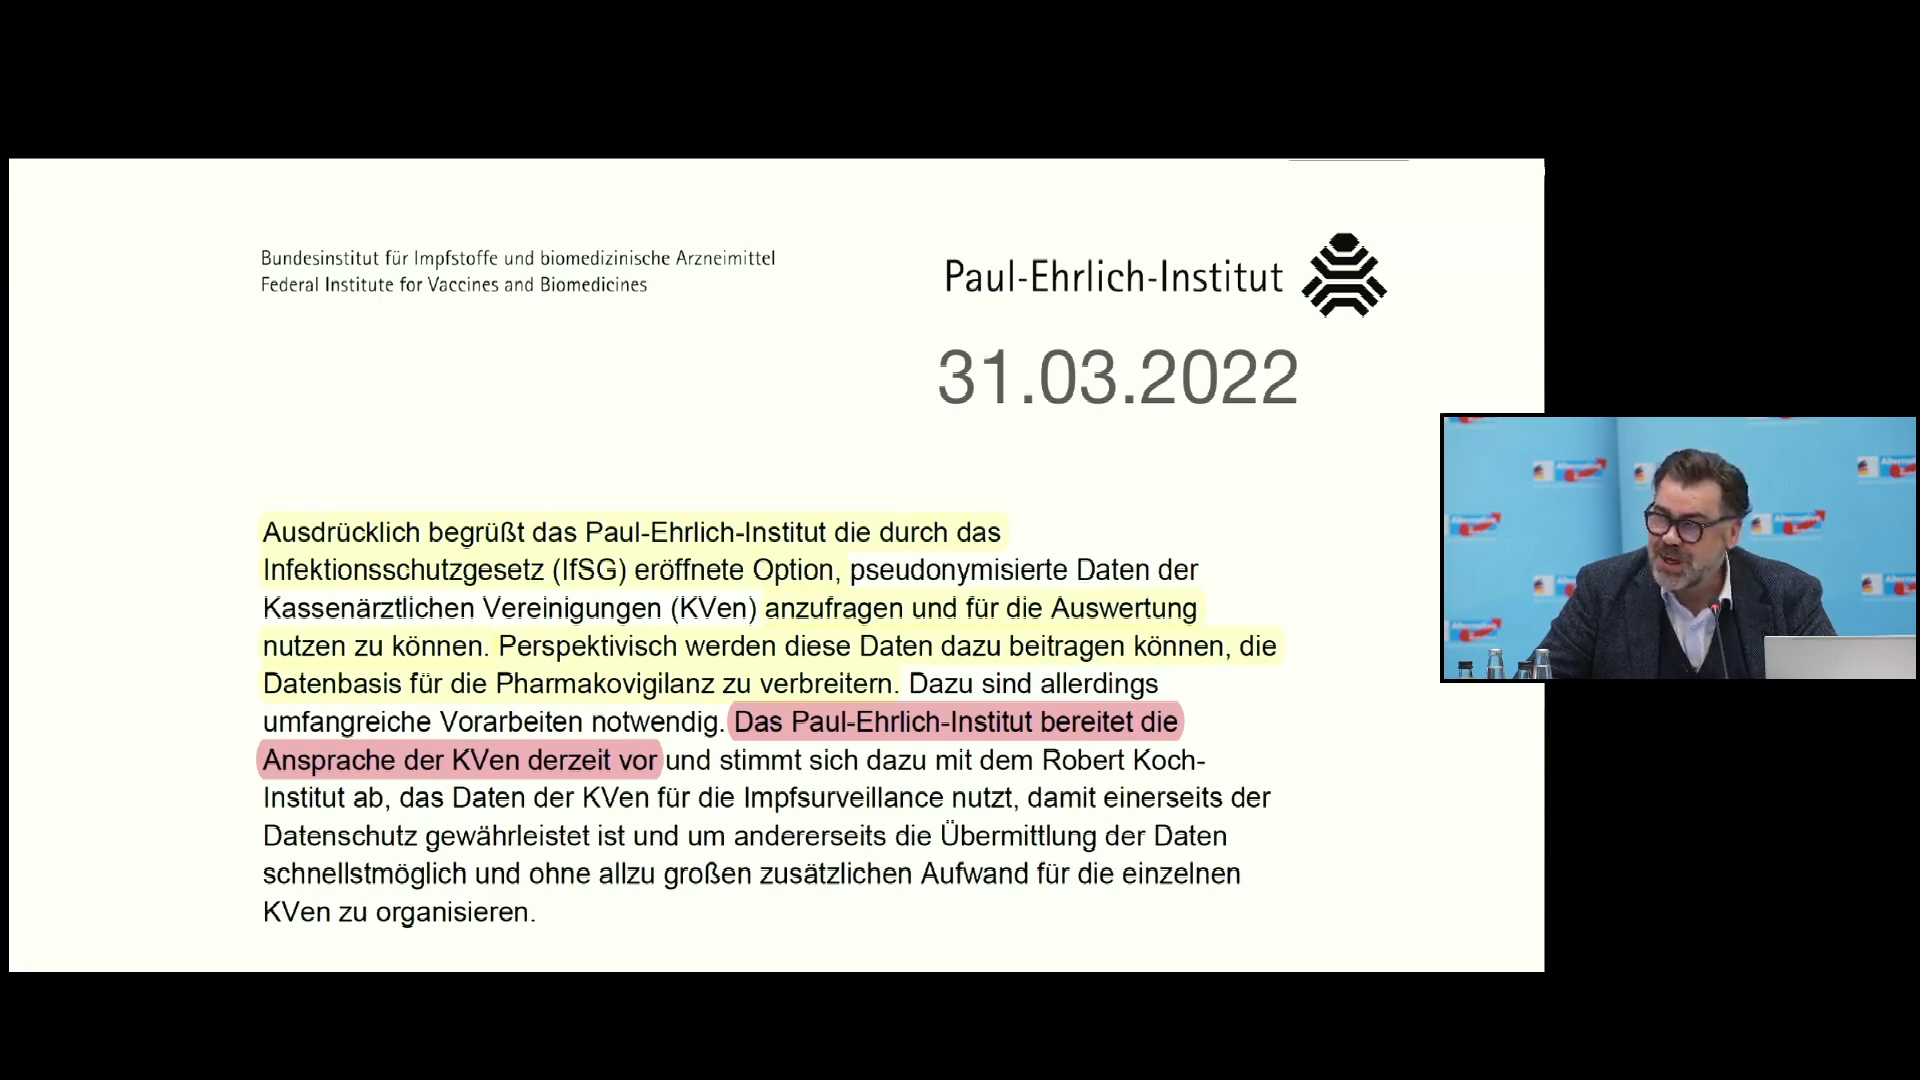 Bundesinstitut für Impfstoffe und biomedizinische Arzneimittel
Federal Institute for Vaccines and Biomedicines
Paul-Ehrlich-Institut
31.03.2022
Ausdrücklich begrüßt das Paul-Ehrlich-Institut die durch das
Infektionsschutzgesetz (IfSG) eröffnete Option, pseudonymisierte Daten der
Kassenärztlichen Vereinigungen (KVen) anzufragen und für die Auswertung
nutzen zu können. Perspektivisch werden diese Daten dazu beitragen können, die
Datenbasis für die Pharmakovigilanz zu verbreitern. Dazu sind allerdings
umfangreiche Vorarbeiten notwendig. Das Paul-Ehrlich-Institut bereitet die
Ansprache der KVen derzeit vor und stimmt sich dazu mit dem Robert Koch-
Institut ab, das Daten der KVen für die Impfsurveillance nutzt, damit einerseits der
Datenschutz gewährleistet ist und um andererseits die Übermittlung der Daten
schnellstmöglich und ohne allzu großen zusätzlichen Aufwand für die einzelnen
KVen zu organisieren.